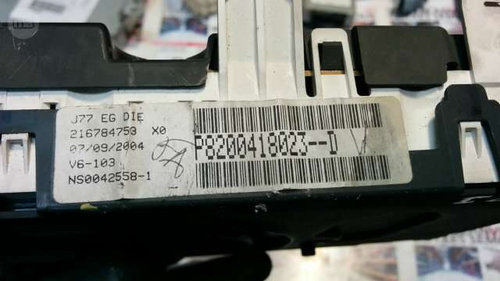 J77 EG DIE
216784753 X0
07/09/2004
V6-103
NS0042558-1
P8200418023--D V